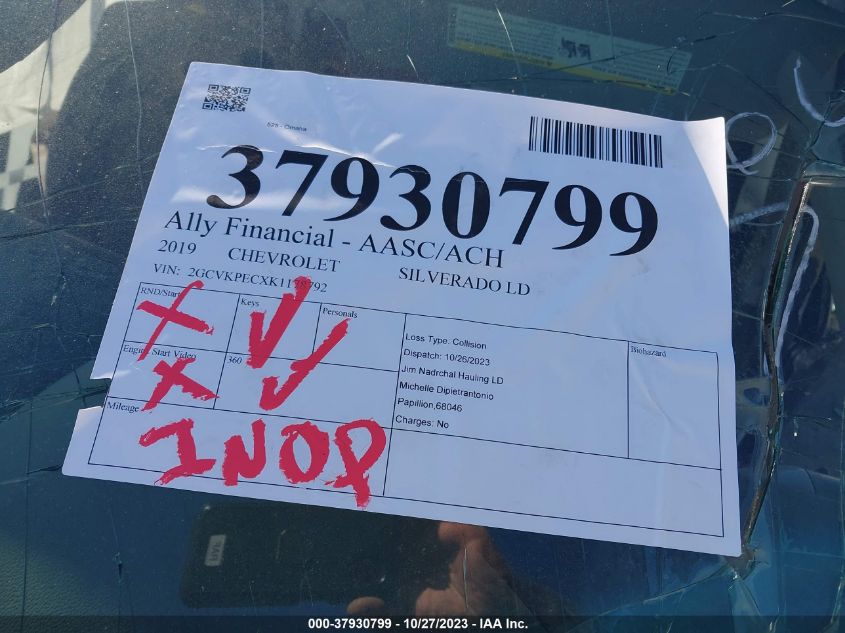 525 - Omaha
37930799
Ally Financial - AASC/ACH
2019 CHEVROLET SILVERADO LD
VIN: 2GCVKPECXK1178792
RND/Start Keys Personals
Loss Type: Collision
Biohazard
Dispatch: 10/26/2023
Engine Start Video 360
Jim Nadrchal Hauling LD
Michelle Dipietrantonio
Papillion,68046
Mileage
Charges: No
INOP
000-37930799 - 10/27/2023 - IAA Inc.